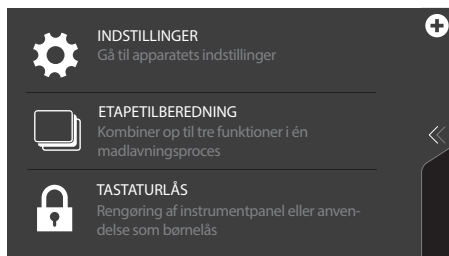 INDSTILLINGER
Gå til apparatets indstillinger
ETAPETILBEREDNING
Kombiner op til tre funktioner i én
madlavningsproces
TASTATURLÅS
Rengøring af instrumentpanel eller anven-
delse som børnelås